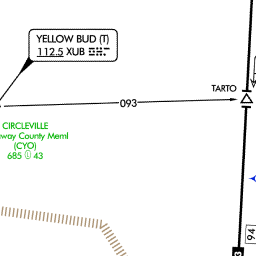 YELLOW BUD (T)
112.5 XUB
TARTO
093
CIRCLEVILLE
way County Meml
(CYO)
685 43
94